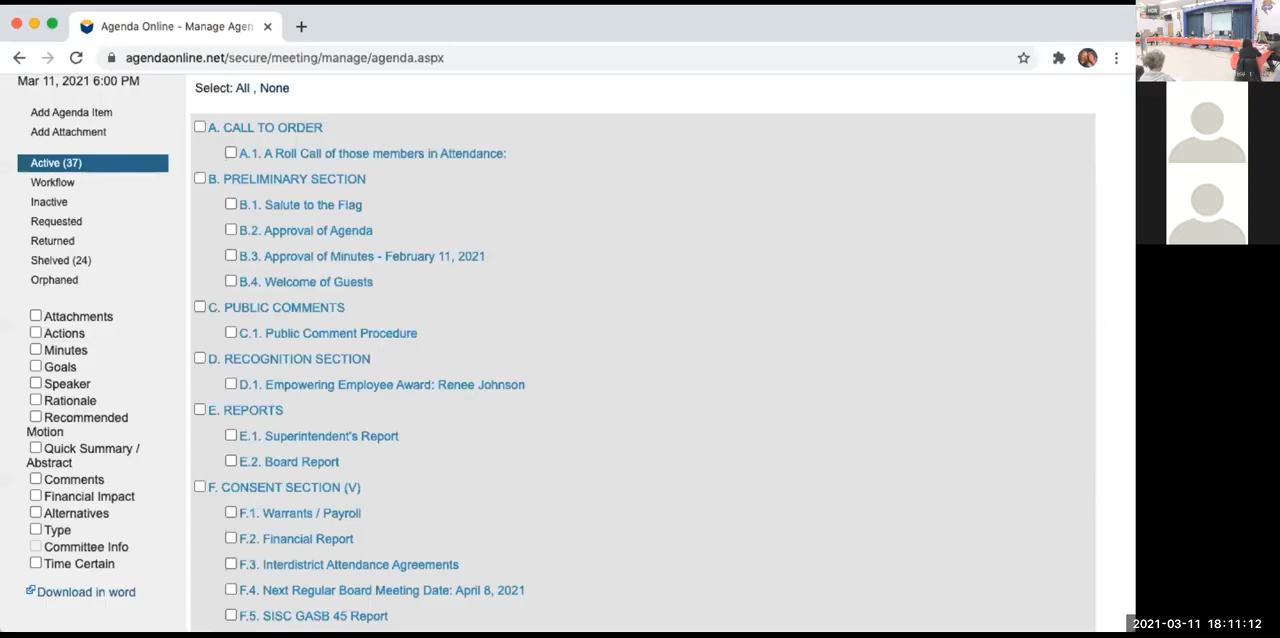 Agenda Online - Manage Agen
agendaonline.net/secure/meeting/manage/agenda.aspx
Mar 11, 2021 6:00 PM
Add Agenda Item
Add Attachment
Active (37)
Workflow
Inactive
Requested
Returned
Shelved (24)
Orphaned
Attachments
Actions
Minutes
Goals
Speaker
Rationale
Recommended
Motion
Quick Summary /
Abstract
Comments
Financial Impact
Alternatives
Type
Committee Info
Time Certain
Download in word
Select: All , None
A. CALL TO ORDER
A.1. A Roll Call of those members in Attendance:
B. PRELIMINARY SECTION
B.1. Salute to the Flag
B.2. Approval of Agenda
B.3. Approval of Minutes - February 11, 2021
B.4. Welcome of Guests
C. PUBLIC COMMENTS
C.1. Public Comment Procedure
D. RECOGNITION SECTION
D.1. Empowering Employee Award: Renee Johnson
E. REPORTS
E.1. Superintendent's Report
E.2. Board Report
F. CONSENT SECTION (V)
F.1. Warrants / Payroll
F.2. Financial Report
F.3. Interdistrict Attendance Agreements
F.4. Next Regular Board Meeting Date: April 8, 2021
F.5. SISC GASB 45 Report
2021-03-11 18:11:12